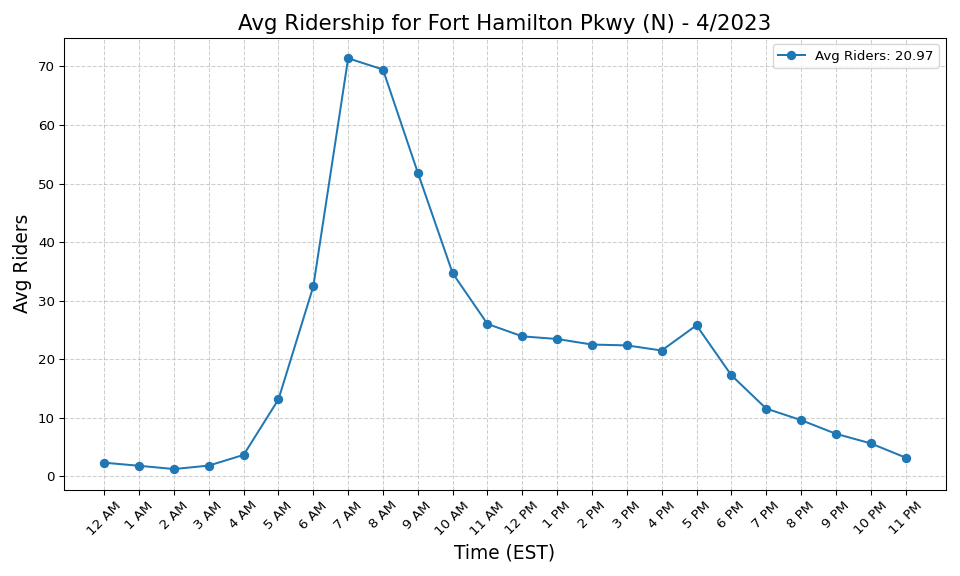 Avg Ridership for Fort Hamilton Pkwy (N) - 4/2023
Avg Riders: 20.97
Avg Riders
70
60
50
40
30
20
10
0
12 AM
1 AM
2 AM
3 AM
4 AM
5 AM
6 AM
7 AM
8 AM
9 AM
10 AM
11 AM
12 PM
1 PM
2 PM
3 PM
4 PM
5 PM
6 PM
7 PM
8 PM
9 PM
10 PM
11 PM
Time (EST)